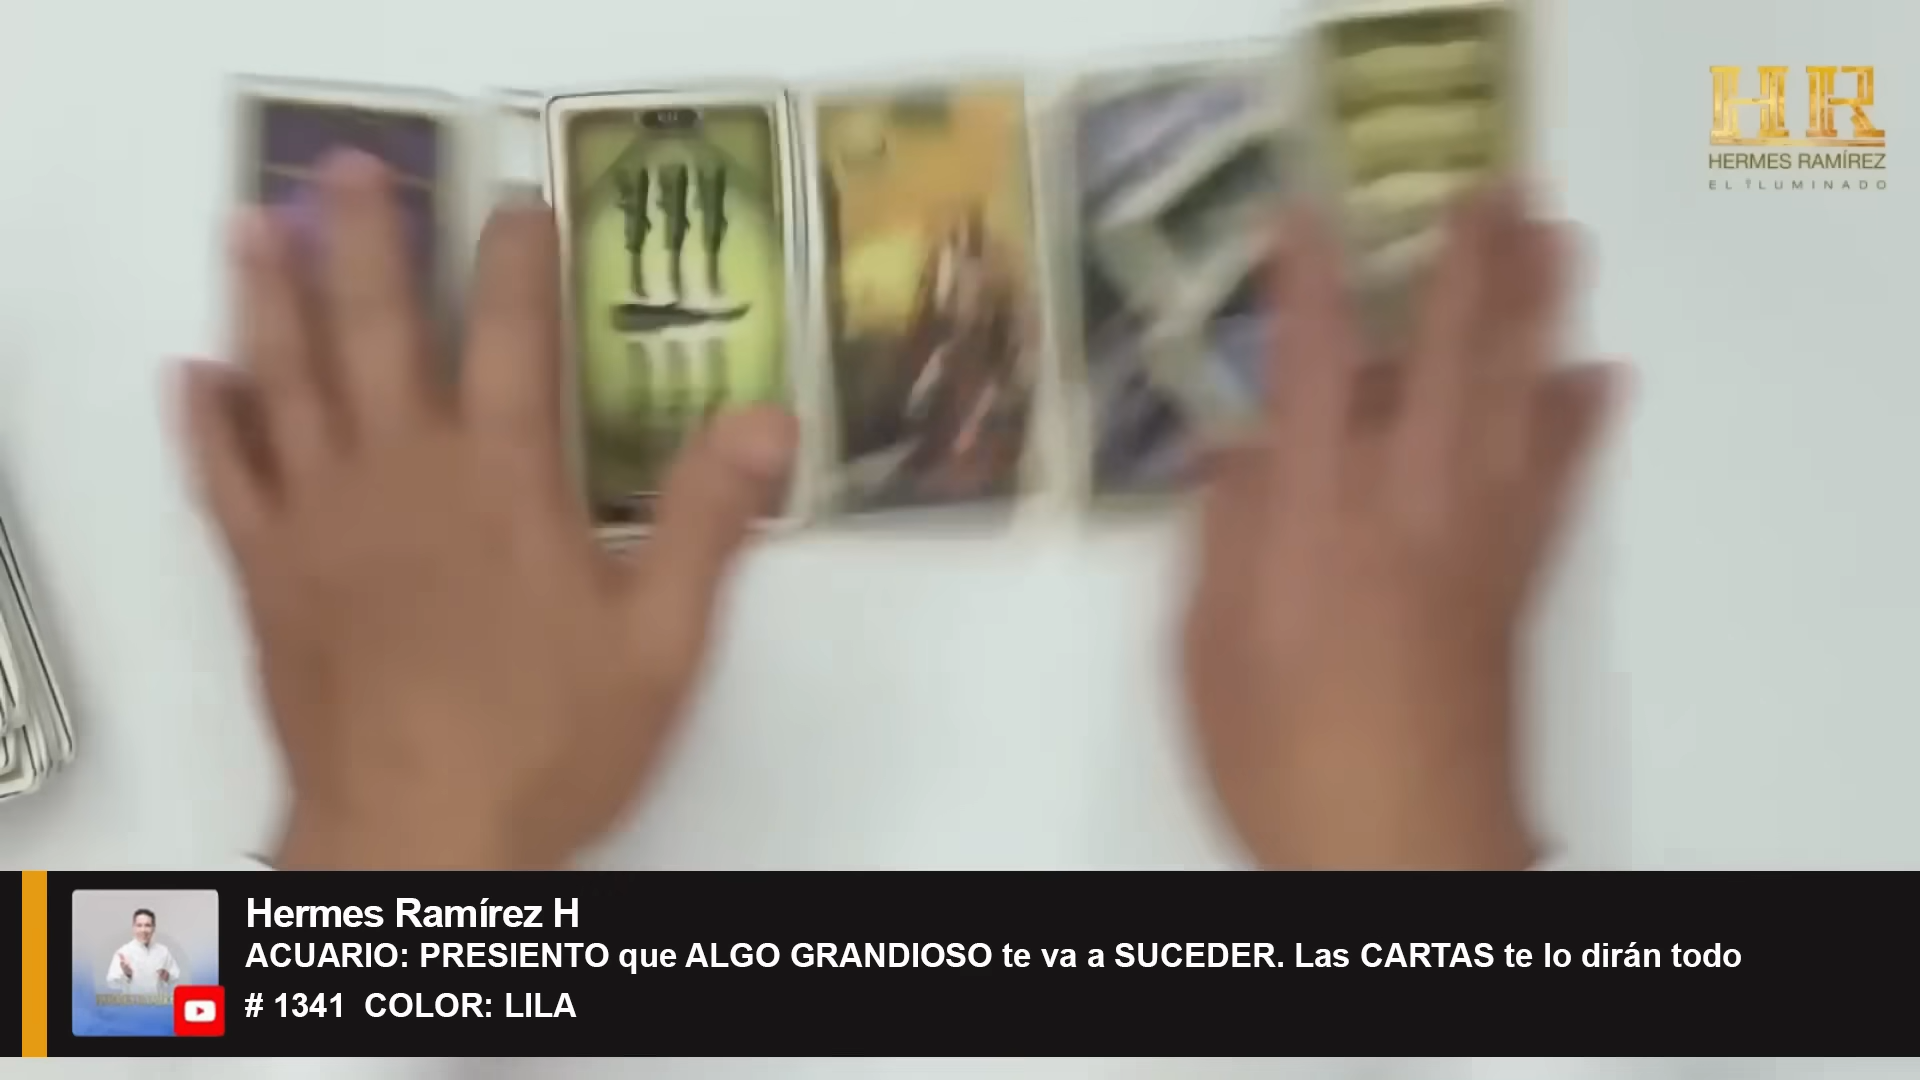 HR
HERMES RAMÍREZ
EL ILUMINADO
Hermes Ramírez H
ACUARIO: PRESIENTO que ALGO GRANDIOSO te va a SUCEDER. Las CARTAS te lo dirán todo
# 1341 COLOR: LILA